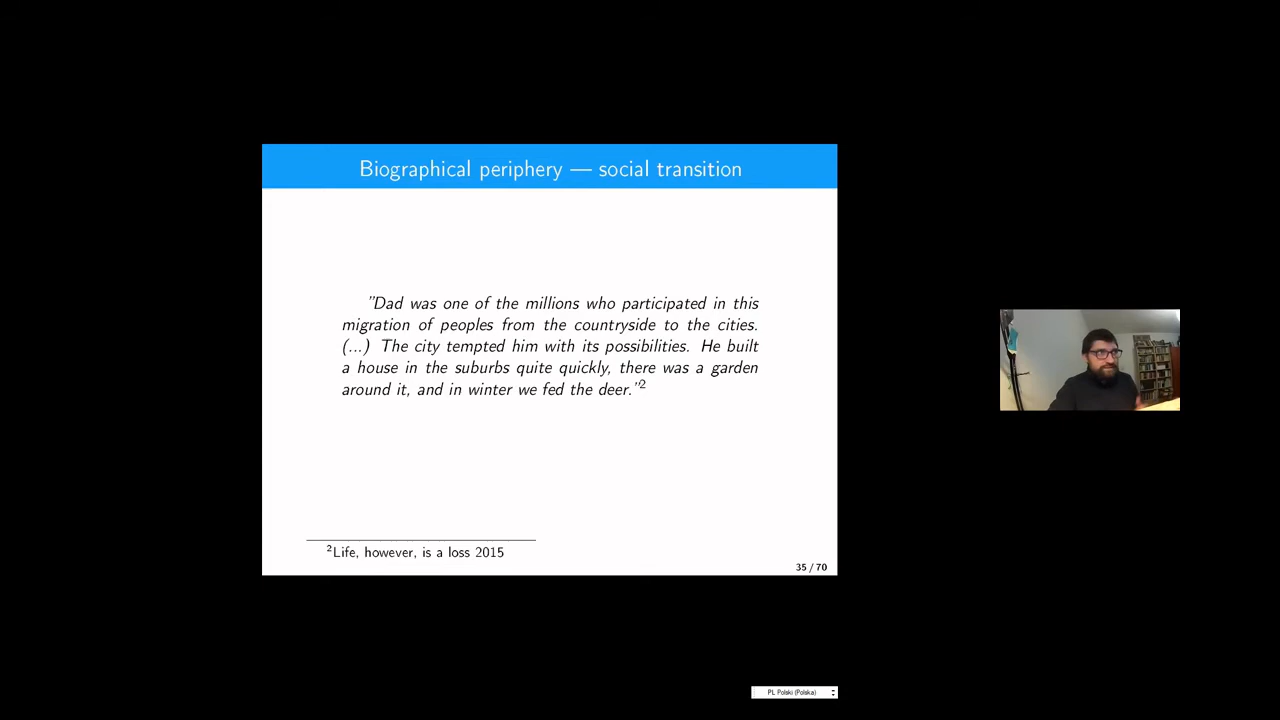 Biographical periphery — social transition
”Dad was one of the millions who participated in this
migration of peoples from the countryside to the cities.
(...) The city tempted him with its possibilities. He built
a house in the suburbs quite quickly, there was a garden
around it, and in winter we fed the deer.”2
2Life, however, is a loss 2015
35 / 70
PL Polski (Polska)